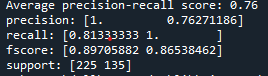 Average precision-recall score: 0.76
precision: [1.         0.76271186]
recall: [0.81333333 1.        ]
fscore: [0.89705882 0.86538462]
support: [225 135]